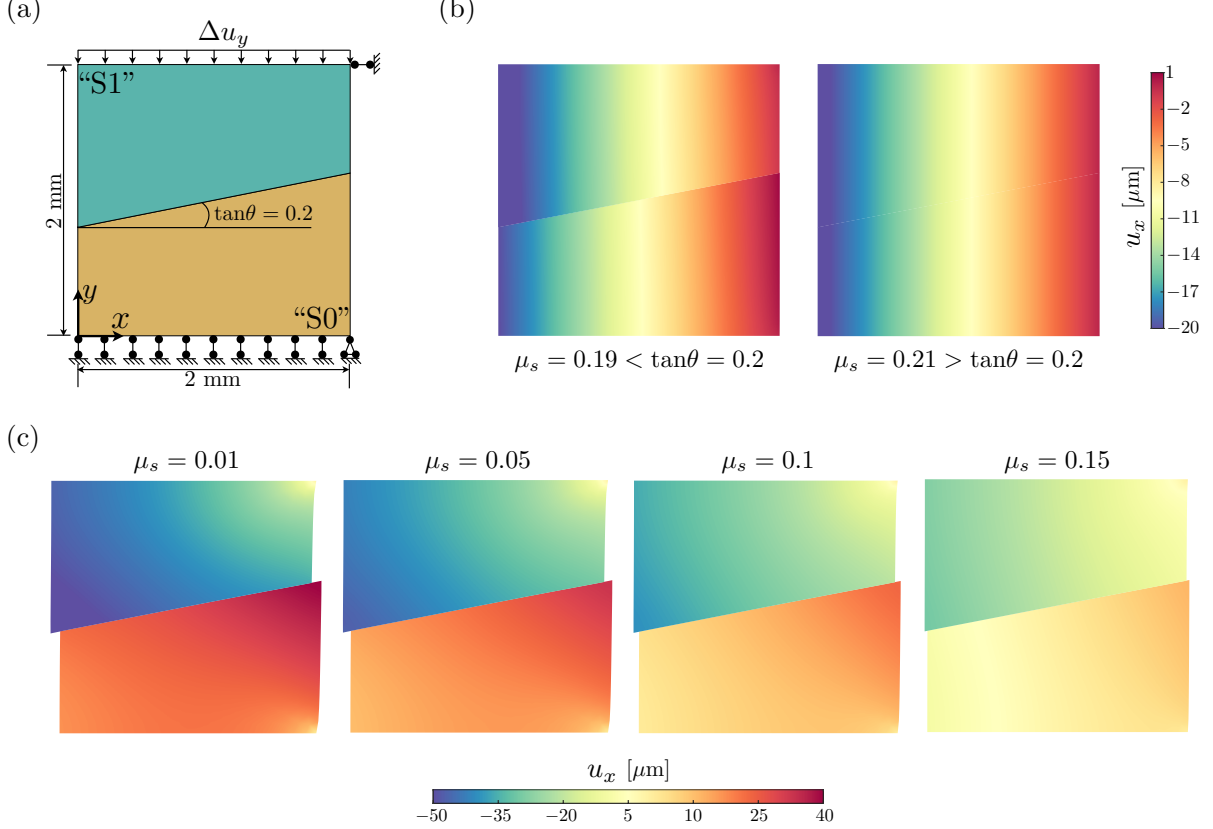 (a)
Δu_y
"S1"
2 mm
tanθ = 0.2
y
x
"S0"
2 mm
(b)
μ_s = 0.19 < tanθ = 0.2
μ_s = 0.21 > tanθ = 0.2
1
−2
−5
−8
−11
−14
−17
−20
u_x [μm]
(c)
μ_s = 0.01
μ_s = 0.05
μ_s = 0.1
μ_s = 0.15
u_x [μm]
−50
−35
−20
5
10
25
40